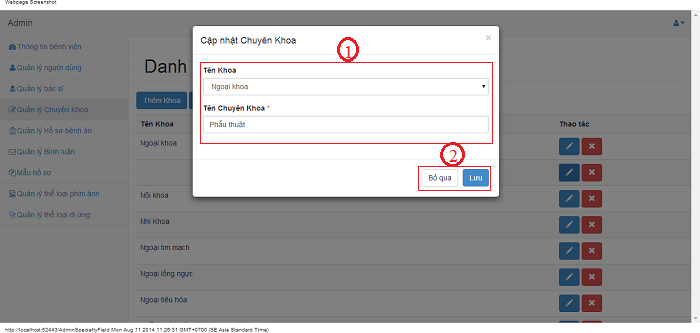 Webpage Screenshot
Admin
Cập nhật Chuyên Khoa
×
1
Thông tin bệnh viện
Quản lý người dùng
Quản lý bác sĩ
Quản lý Chuyên Khoa
Quản lý Hồ sơ bệnh án
Quản lý Bình luận
Mẫu hồ sơ
Quản lý thể loại phim ảnh
Quản lý thể loại dị ứng
Danh
Thêm Khoa
Tên Khoa
Thao tác
Tên Khoa
Ngoại khoa
Tên Chuyên Khoa *
Phẫu thuật
2
Bỏ qua
Lưu
Ngoại khoa
Nội khoa
Nhi Khoa
Ngoại tim mạch
Ngoại lồng ngực
Ngoại tiêu hóa
http://localhost:52443/AdminSpecialtyField Mon Aug 11 2014 11:26:31 GMT+0700 (SE Asia Standard Time)